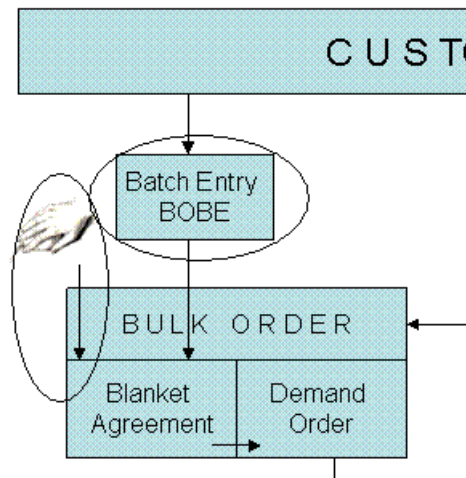 C U S T
Batch Entry
BOBE
B U L K  O R D E R
Blanket
Agreement
Demand
Order